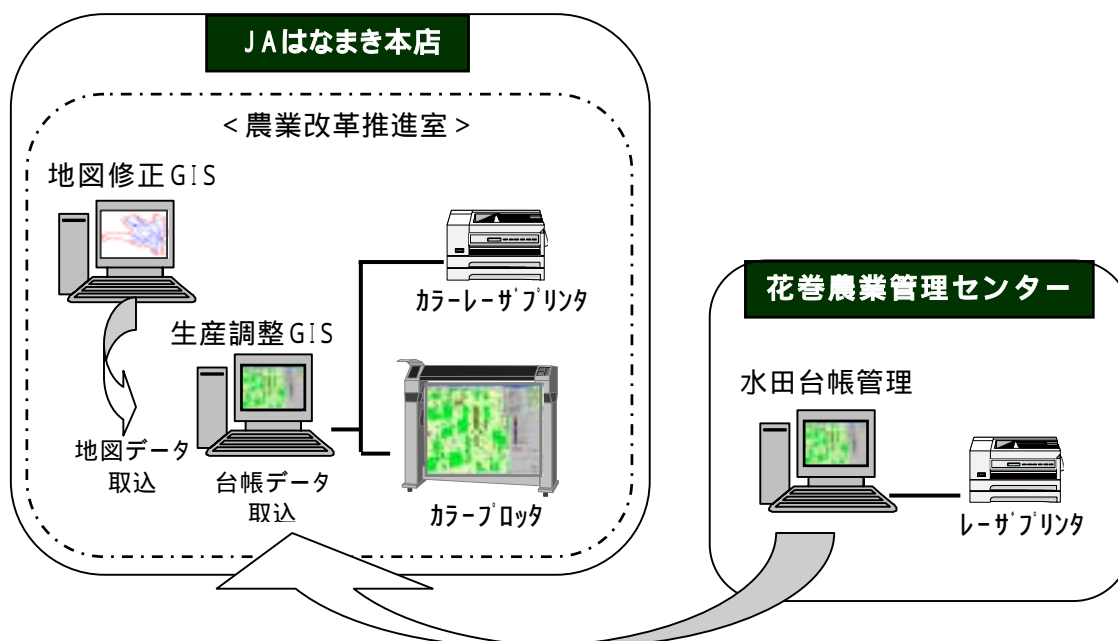 JAはなまき本店
<農業改革推進室>
地図修正GIS
カラーレーザプリンタ
生産調整GIS
地図データ
取込
台帳データ
取込
カラープロッタ
花巻農業管理センター
水田台帳管理
レーザプリンタ